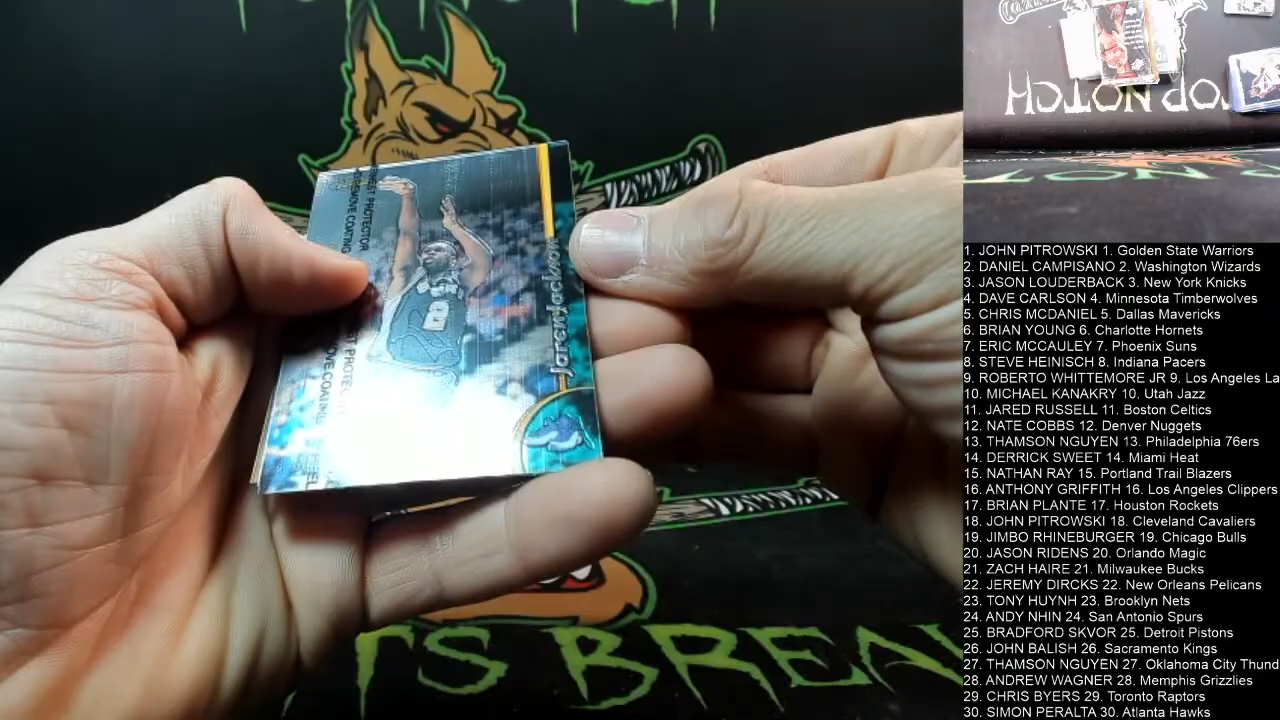 TOP NOTCH
PROTECTOR
REMOVE COATING
Jaren Jackson
TS BREA
1. JOHN PITROWSKI 1. Golden State Warriors
2. DANIEL CAMPISANO 2. Washington Wizards
3. JASON LOUDERBACK 3. New York Knicks
4. DAVE CARLSON 4. Minnesota Timberwolves
5. CHRIS MCDANIEL 5. Dallas Mavericks
6. BRIAN YOUNG 6. Charlotte Hornets
7. ERIC MCCAULEY 7. Phoenix Suns
8. STEVE HEINISCH 8. Indiana Pacers
9. ROBERTO WHITTEMORE JR 9. Los Angeles La
10. MICHAEL KANAKRY 10. Utah Jazz
11. JARED RUSSELL 11. Boston Celtics
12. NATE COBBS 12. Denver Nuggets
13. THAMSON NGUYEN 13. Philadelphia 76ers
14. DERRICK SWEET 14. Miami Heat
15. NATHAN RAY 15. Portland Trail Blazers
16. ANTHONY GRIFFITH 16. Los Angeles Clippers
17. BRIAN PLANTE 17. Houston Rockets
18. JOHN PITROWSKI 18. Cleveland Cavaliers
19. JIMBO RHINEBURGER 19. Chicago Bulls
20. JASON RIDENS 20. Orlando Magic
21. ZACH HAIRE 21. Milwaukee Bucks
22. JEREMY DIRCKS 22. New Orleans Pelicans
23. TONY HUYNH 23. Brooklyn Nets
24. ANDY NHIN 24. San Antonio Spurs
25. BRADFORD SKVOR 25. Detroit Pistons
26. JOHN BALISH 26. Sacramento Kings
27. THAMSON NGUYEN 27. Oklahoma City Thund
28. ANDREW WAGNER 28. Memphis Grizzlies
29. CHRIS BYERS 29. Toronto Raptors
30. SIMON PERALTA 30. Atlanta Hawks